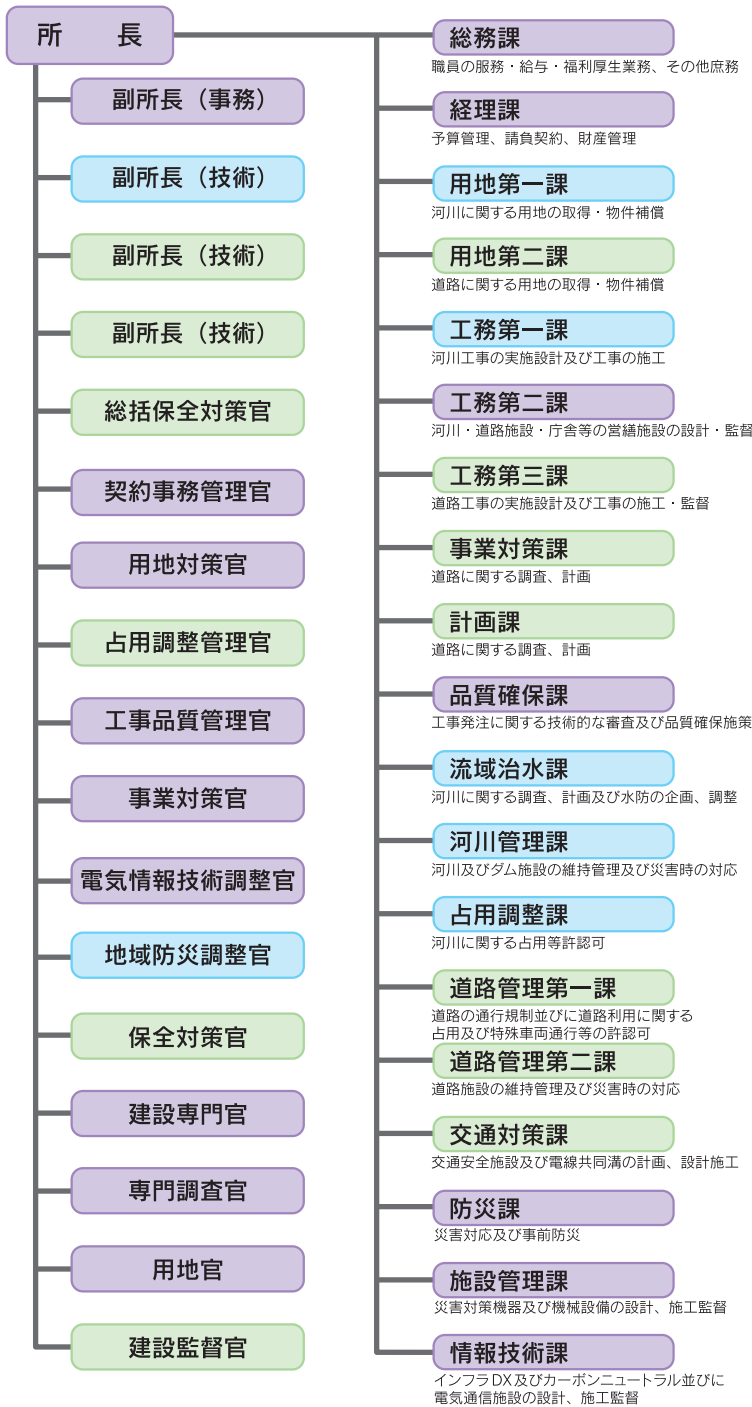 所　長
副所長（事務）
副所長（技術）
副所長（技術）
副所長（技術）
総括保全対策官
契約事務管理官
用地対策官
占用調整管理官
工事品質管理官
事業対策官
電気情報技術調整官
地域防災調整官
保全対策官
建設専門官
専門調査官
用地官
建設監督官
総務課
職員の服務・給与・福利厚生業務、その他庶務
経理課
予算管理、請負契約、財産管理
用地第一課
河川に関する用地の取得・物件補償
用地第二課
道路に関する用地の取得・物件補償
工務第一課
河川工事の実施設計及び工事の施工
工務第二課
河川・道路施設・庁舎等の営繕施設の設計・監督
工務第三課
道路工事の実施設計及び工事の施工・監督
事業対策課
道路に関する調査、計画
計画課
道路に関する調査、計画
品質確保課
工事発注に関する技術的な審査及び品質確保施策
流域治水課
河川に関する調査、計画及び水防の企画、調整
河川管理課
河川及びダム施設の維持管理及び災害時の対応
占用調整課
河川に関する占用等許認可
道路管理第一課
道路の通行規制並びに道路利用に関する
占用及び特殊車両通行等の許認可
道路管理第二課
道路施設の維持管理及び災害時の対応
交通対策課
交通安全施設及び電線共同溝の計画、設計施工
防災課
災害対応及び事前防災
施設管理課
災害対策機器及び機械設備の設計、施工監督
情報技術課
インフラDX及びカーボンニュートラル並びに
電気通信施設の設計、施工監督